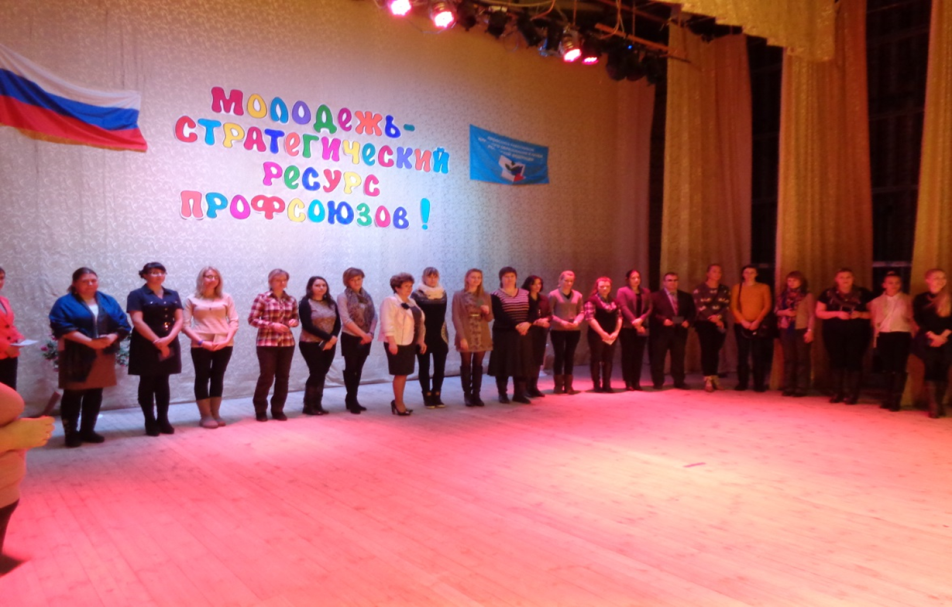 Молодежь-
стратегический
ресурс
профсоюзов!